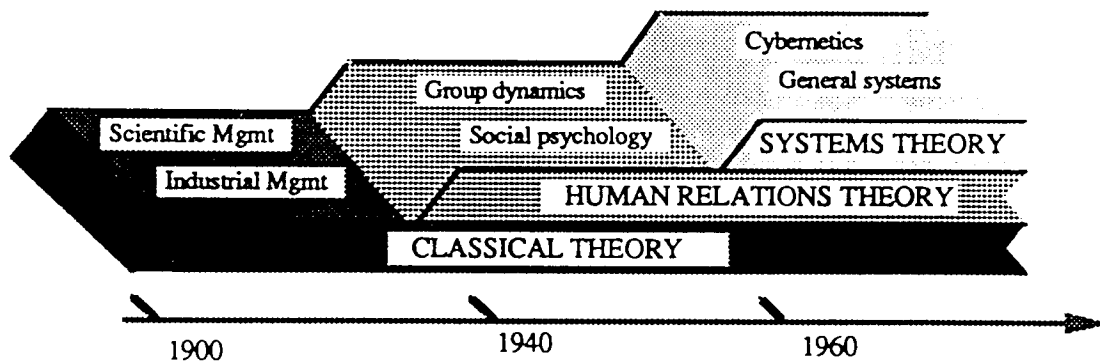 Cybernetics
General systems
Group dynamics
Social psychology
Scientific Mgmt
Industrial Mgmt
SYSTEMS THEORY
HUMAN RELATIONS THEORY
CLASSICAL THEORY
1900
1940
1960